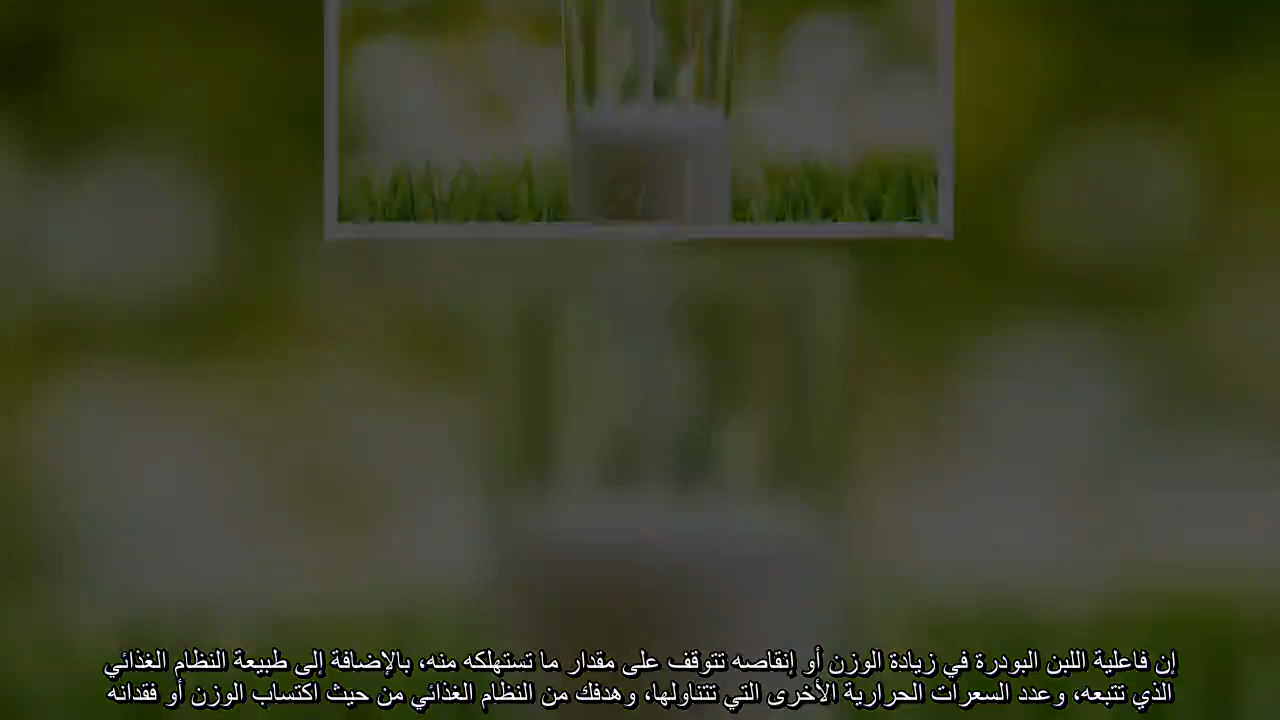 إن فاعلية اللبن البودرة في زيادة الوزن أو إنقاصه تتوقف على مقدار ما تستهلكه منه، بالإضافة إلى طبيعة النظام الغذائي
الذي تتبعه، وعدد السعرات الحرارية الأخرى التي تتناولها، وهدفك من النظام الغذائي من حيث اكتساب الوزن أو فقدانه